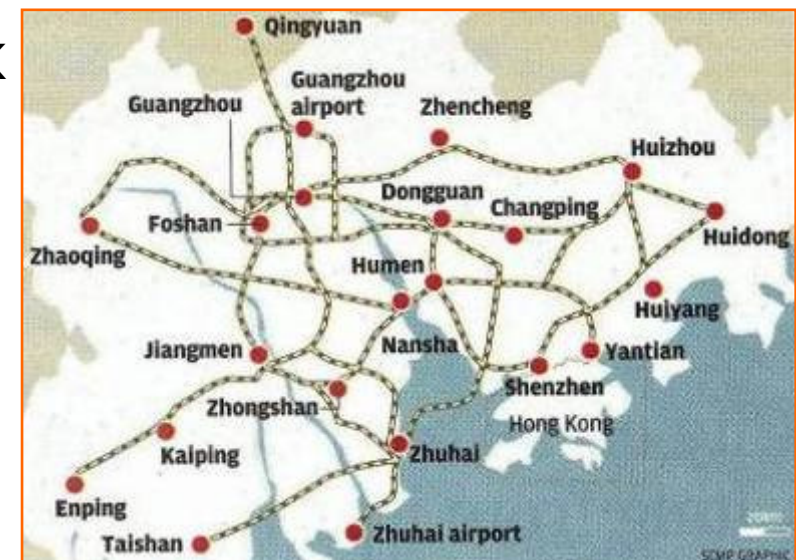 Qingyuan
Guangzhou
airport
Guangzhou
Zhencheng
Huizhou
Dongguan
Changping
Foshan
Huidong
Zhaoqing
Humen
Huiyang
Jiangmen
Nansha
Yantian
Shenzhen
Zhongshan
Hong Kong
Kaiping
Zhuhai
Enping
Taishan
Zhuhai airport
20km
SCMP GRAPHIC